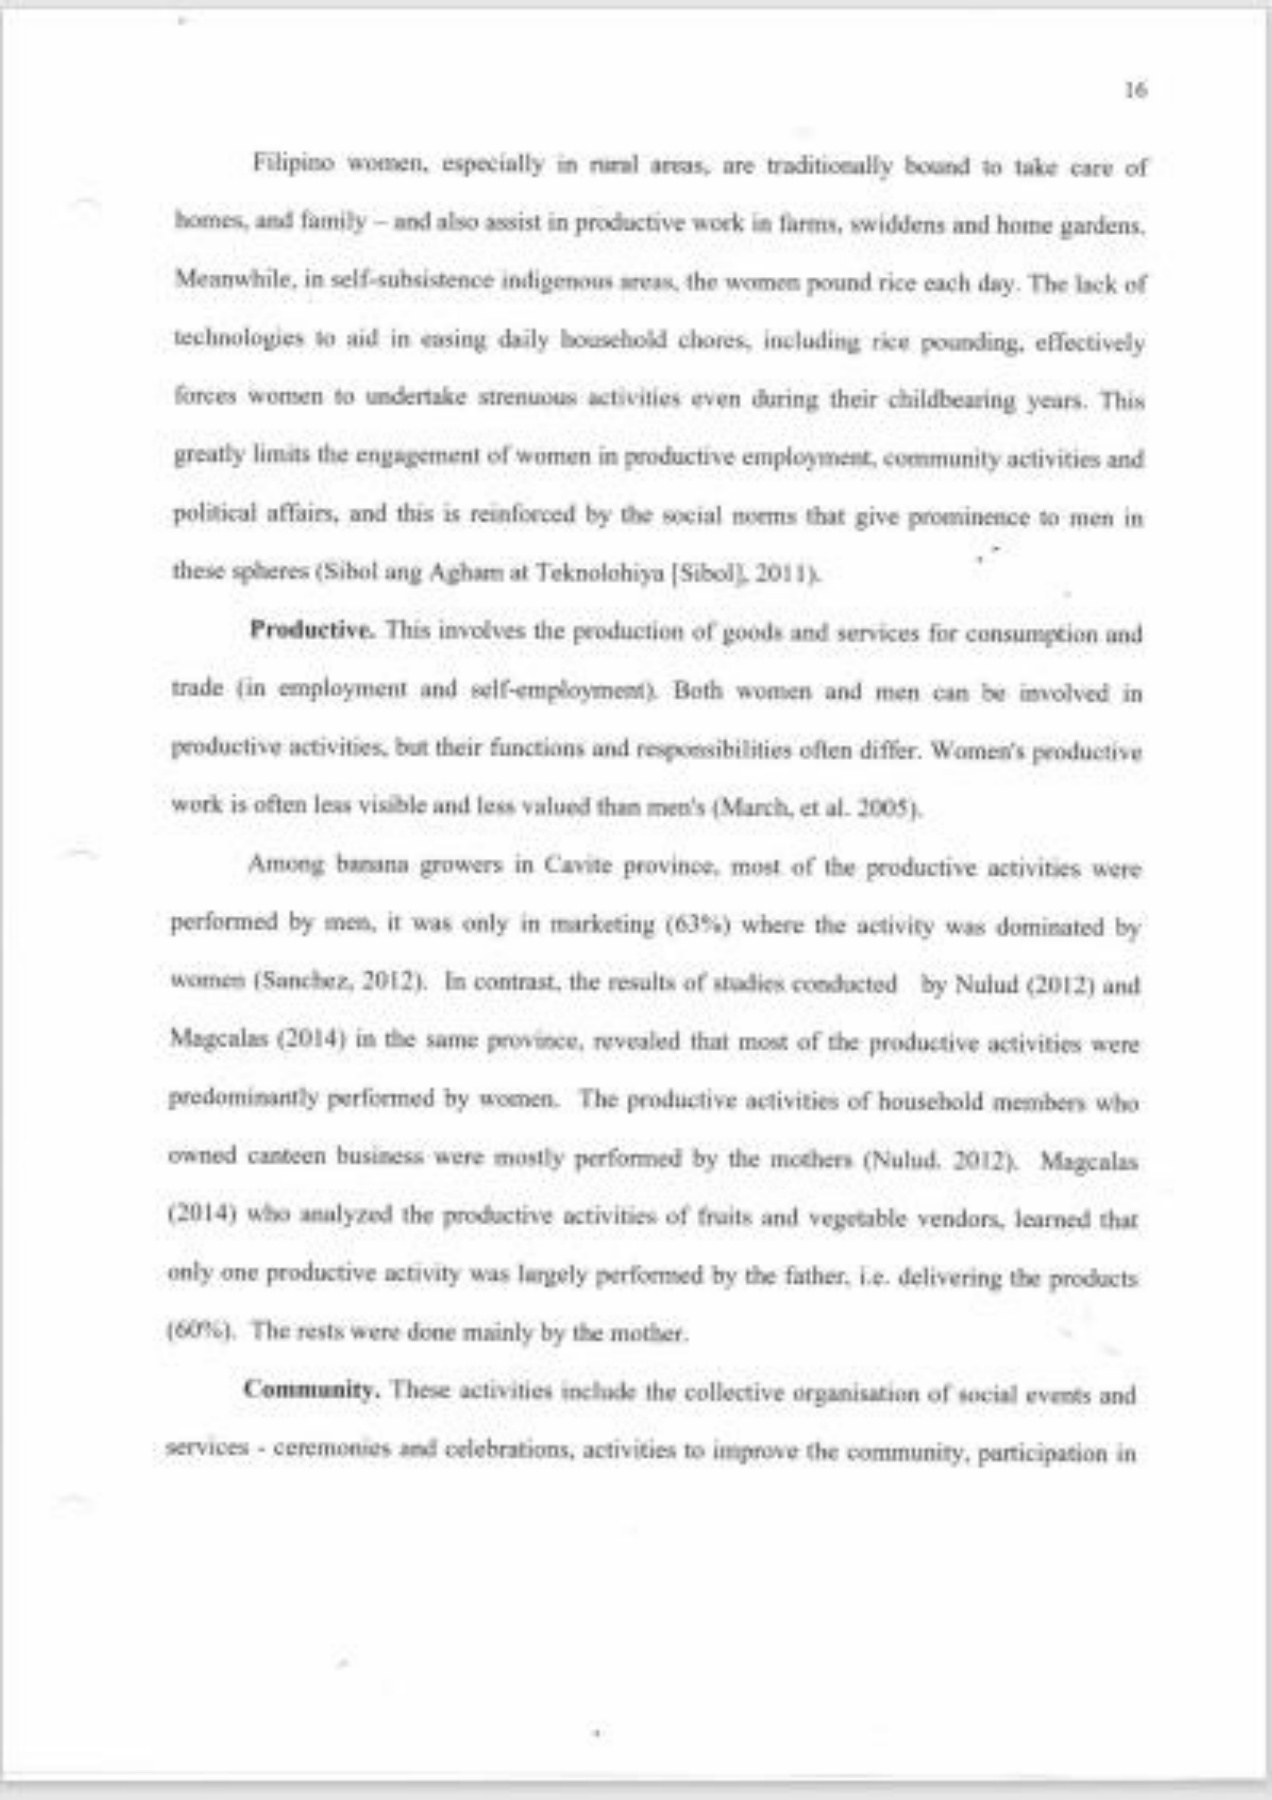 16
Filipino women, especially in rural areas, are traditionally bound to take care of
homes, and family – and also assist in productive work in farms, swiddens and home gardens.
Meanwhile, in self-subsistence indigenous areas, the women pound rice each day. The lack of
technologies to aid in easing daily household chores, including rice pounding, effectively
forces women to undertake strenuous activities even during their childbearing years. This
greatly limits the engagement of women in productive employment, community activities and
political affairs, and this is reinforced by the social norms that give prominence to men in
these spheres (Sibol ang Agham at Teknolohiya [Sibol], 2011).
Productive. This involves the production of goods and services for consumption and
trade (in employment and self-employment). Both women and men can be involved in
productive activities, but their functions and responsibilities often differ. Women's productive
work is often less visible and less valued than men's (March, et al. 2005).
Among banana growers in Cavite province, most of the productive activities were
performed by men, it was only in marketing (63%) where the activity was dominated by
women (Sanchez, 2012). In contrast, the results of studies conducted by Nulud (2012) and
Magcalas (2014) in the same province, revealed that most of the productive activities were
predominantly performed by women. The productive activities of household members who
owned canteen business were mostly performed by the mothers (Nulud. 2012). Magcalas
(2014) who analyzed the productive activities of fruits and vegetable vendors, learned that
only one productive activity was largely performed by the father, i.e. delivering the products
(60%). The rests were done mainly by the mother.
Community. These activities include the collective organisation of social events and
services - ceremonies and celebrations, activities to improve the community, participation in